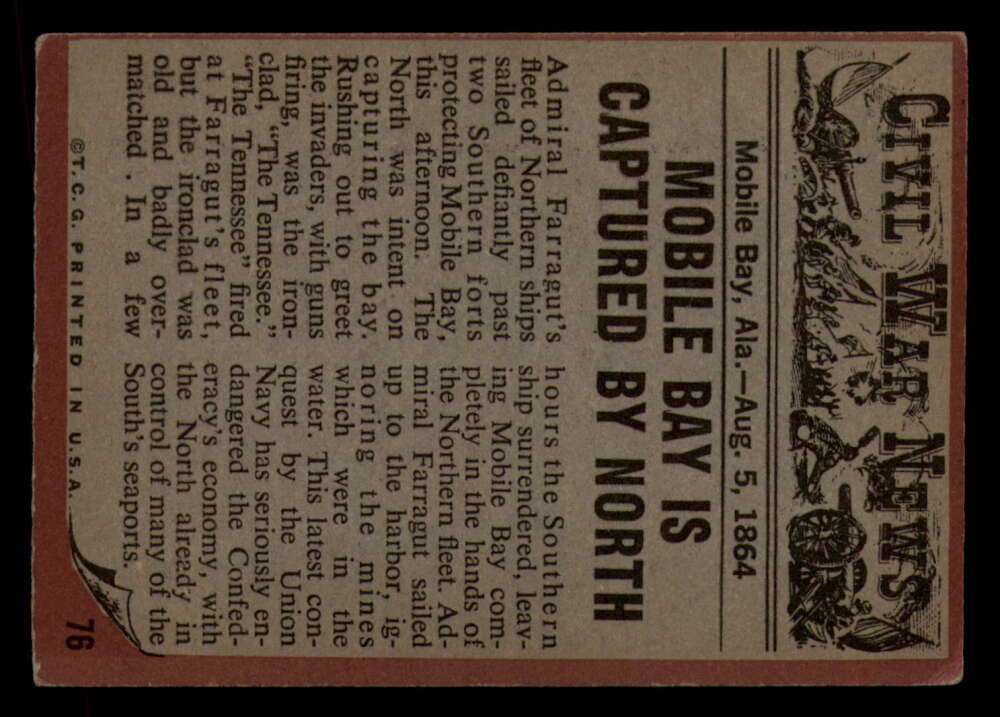 CIVIL WAR NEWS
Mobile Bay, Ala.—Aug. 5, 1864
MOBILE BAY IS
CAPTURED BY NORTH
Admiral Farragut's
fleet of Northern ships
sailed defiantly past
two Southern forts
protecting Mobile Bay,
this afternoon. The
North was intent on
capturing the bay.
Rushing out to greet
the invaders, with guns
firing, was the iron-
clad, "The Tennessee."
"The Tennessee" fired
at Farragut's fleet,
but the ironclad was
old and badly over-
matched . In a few
hours the Southern
ship surrendered, leav-
ing Mobile Bay com-
pletely in the hands of
the Northern fleet. Ad-
miral Farragut sailed
up to the harbor, ig-
noring the mines
which were in the
water. This latest con-
quest by the Union
Navy has seriously en-
dangered the Confed-
eracy's economy, with
the North already in
control of many of the
South's seaports.
©T.C.G. PRINTED IN U.S.A.
76